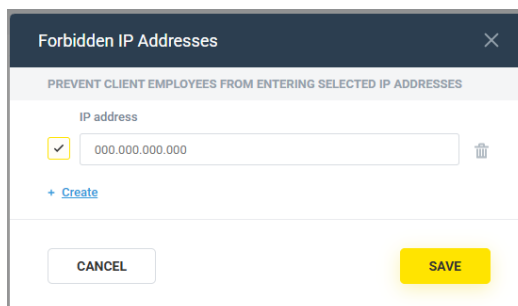 Forbidden IP Addresses
PREVENT CLIENT EMPLOYEES FROM ENTERING SELECTED IP ADDRESSES
IP address
000.000.000.000
+ Create
CANCEL
SAVE